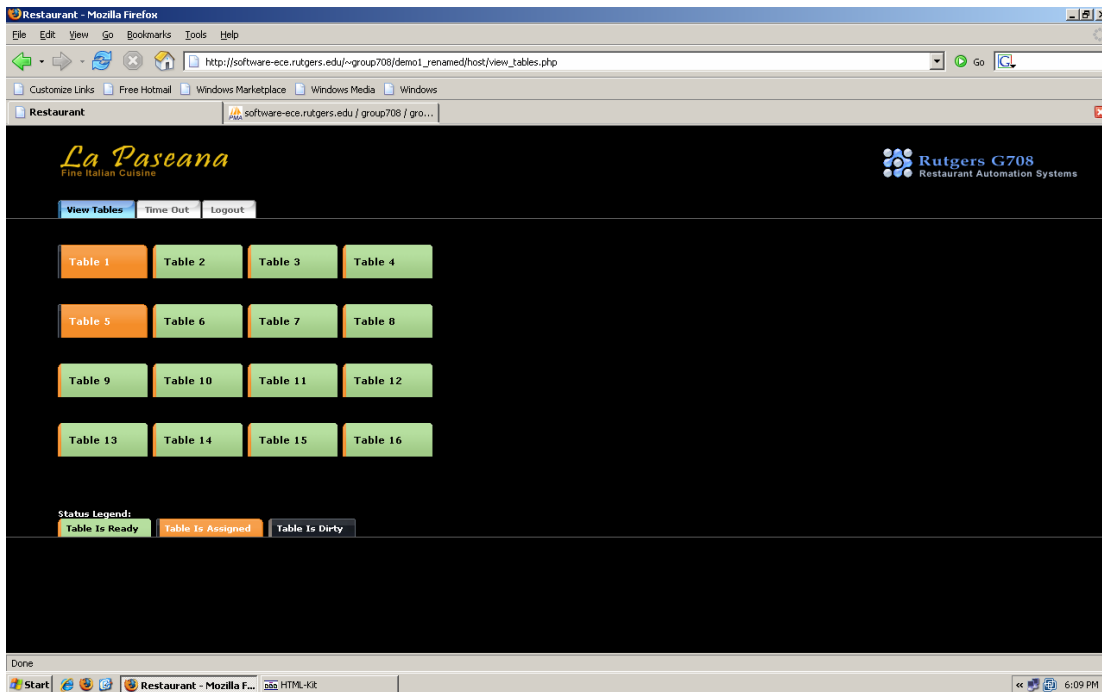 Restaurant - Mozilla Firefox
File Edit View Go Bookmarks Tools Help
http://software-ece.rutgers.edu/~group708/demo1_renamed/host/view_tables.php Go G
Customize Links Free Hotmail Windows Marketplace Windows Media Windows
Restaurant PMA software-ece.rutgers.edu / group708 / gro...
La Paseana
Fine Italian Cuisine
Rutgers G708
Restaurant Automation Systems
View Tables Time Out Logout
Table 1 Table 2 Table 3 Table 4
Table 5 Table 6 Table 7 Table 8
Table 9 Table 10 Table 11 Table 12
Table 13 Table 14 Table 15 Table 16
Status Legend:
Table Is Ready Table Is Assigned Table Is Dirty
Done
Start Restaurant - Mozilla F... HTML-Kit « 6:09 PM